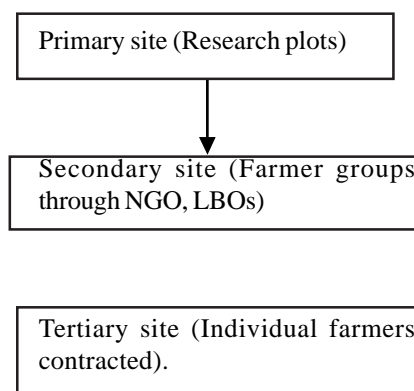 Primary site (Research plots)
Secondary site (Farmer groups
through NGO, LBOs)
Tertiary site (Individual farmers
contracted).